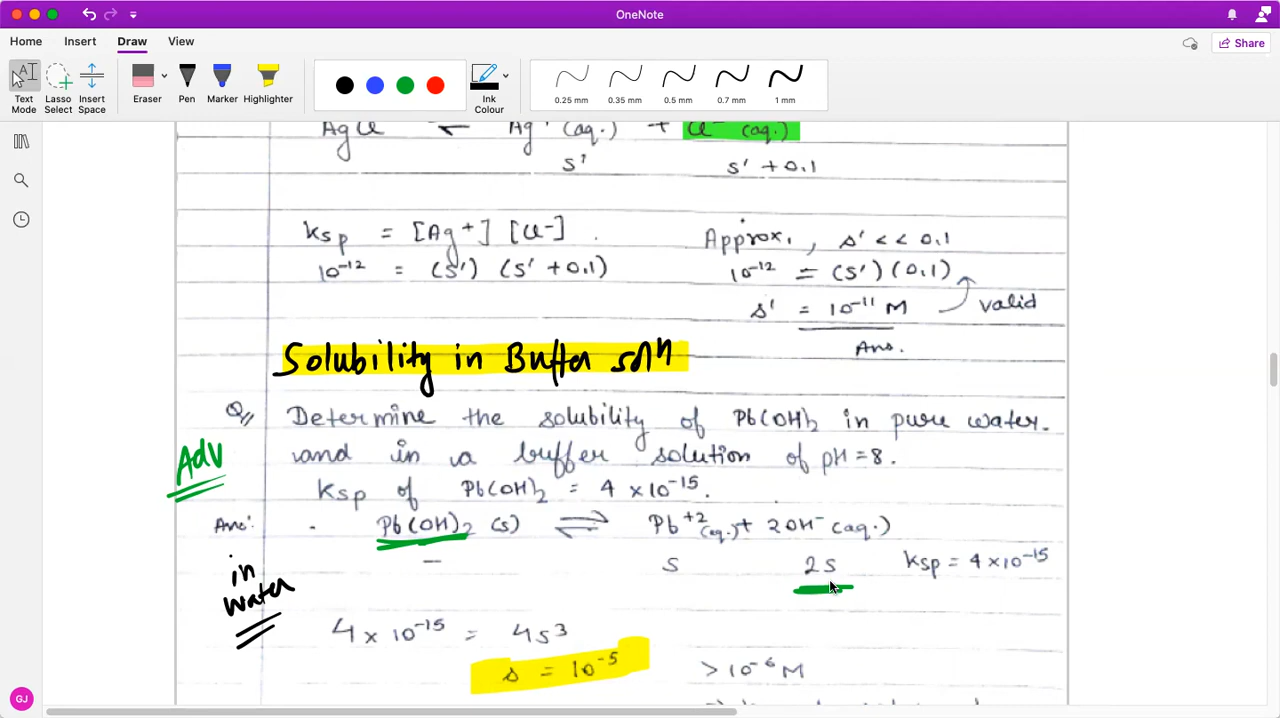 OneNote
Home Insert Draw View
Share
Text Mode
Lasso Select
Insert Space
Eraser
Pen
Marker
Highlighter
Ink Colour
0.25 mm 0.35 mm 0.5 mm 0.7 mm 1 mm
AgCl ⇌ Ag+ (aq.) + Cl- (aq.)
s' s' + 0.1
Ksp = [Ag+] [Cl-]
10^-12 = (s') (s' + 0.1)
Approx., s' << 0.1
10^-12 = (s') (0.1)
s' = 10^-11 M valid
Ans.
Solubility in Buffer solⁿ
Q// Determine the solubility of Pb(OH)2 in pure water.
Adv and in a buffer solution of pH = 8.
Ksp of Pb(OH)2 = 4 x 10^-15.
Ans: . Pb(OH)2 (s) ⇌ Pb+2 (aq.) + 2OH- (aq.)
in water
– s 2s Ksp = 4 x 10^-15
4 x 10^-15 = 4s^3
s = 10^-5 > 10^-6 M
GJ